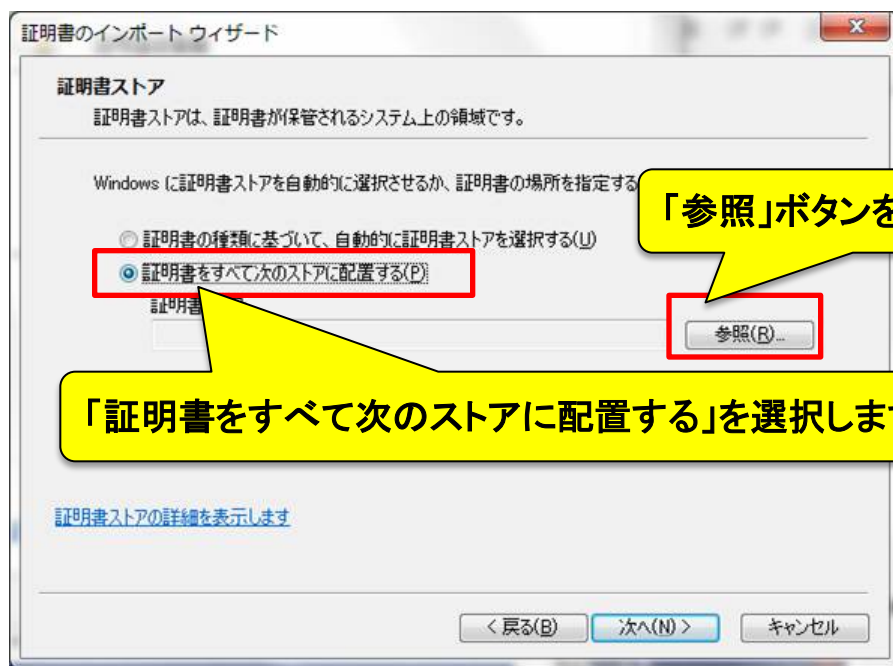 証明書のインポート ウィザード
証明書ストア
証明書ストアは、証明書が保管されるシステム上の領域です。
Windows に証明書ストアを自動的に選択させるか、証明書の場所を指定する
「参照」ボタンを
証明書の種類に基づいて、自動的に証明書ストアを選択する(U)
証明書をすべて次のストアに配置する(P)
証明書
参照(R)...
「証明書をすべて次のストアに配置する」を選択しま
証明書ストアの詳細を表示します
< 戻る(B)
次へ(N) >
キャンセル